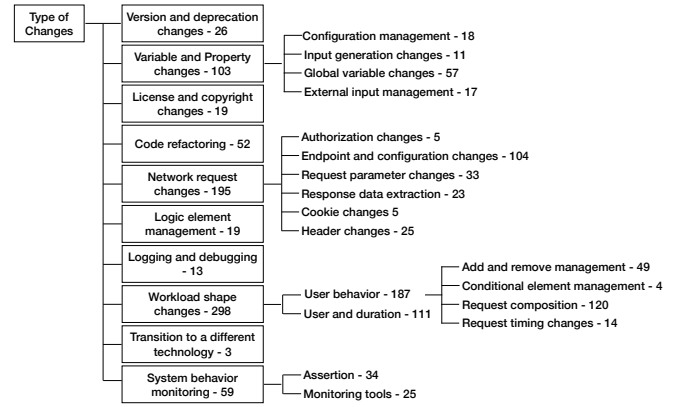 Type of
Changes
Version and deprecation
changes - 26
Variable and Property
changes - 103
Configuration management - 18
Input generation changes - 11
Global variable changes - 57
External input management - 17
License and copyright
changes - 19
Code refactoring - 52
Network request
changes - 195
Authorization changes - 5
Endpoint and configuration changes - 104
Request parameter changes - 33
Response data extraction - 23
Cookie changes 5
Header changes - 25
Logic element
management - 19
Logging and debugging
- 13
Workload shape
changes - 298
User behavior - 187
User and duration - 111
Add and remove management - 49
Conditional element management - 4
Request composition - 120
Request timing changes - 14
Transition to a different
technology - 3
System behavior
monitoring - 59
Assertion - 34
Monitoring tools - 25